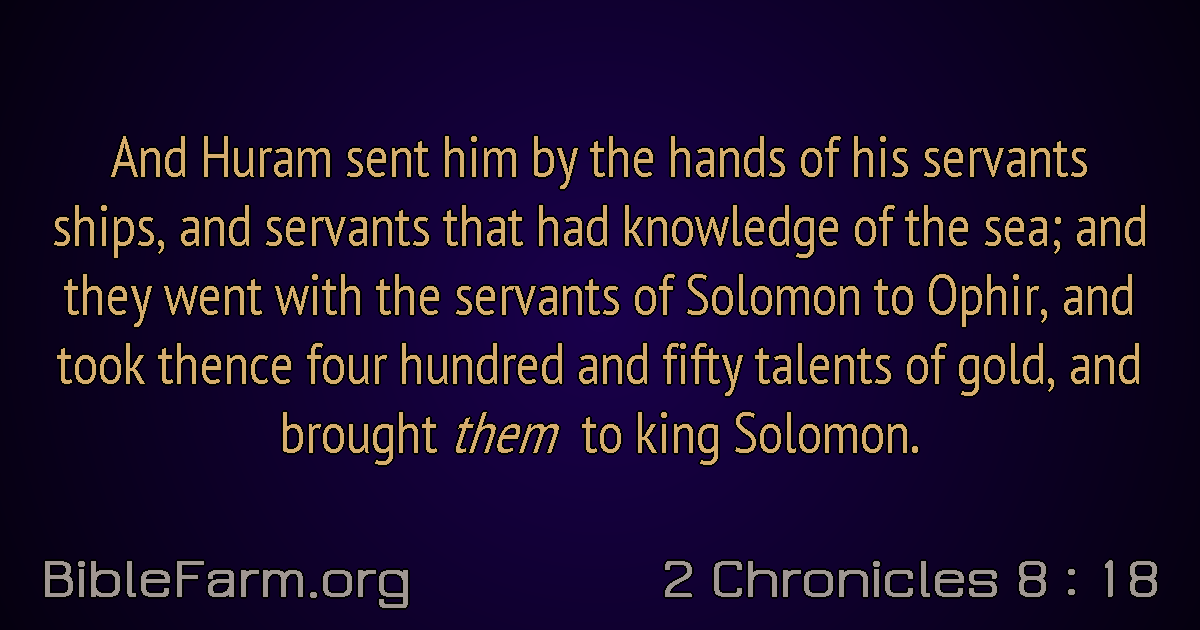 And Huram sent him by the hands of his servants
ships, and servants that had knowledge of the sea; and
they went with the servants of Solomon to Ophir, and
took thence four hundred and fifty talents of gold, and
brought them to king Solomon.
BibleFarm.org
2 Chronicles 8 : 18